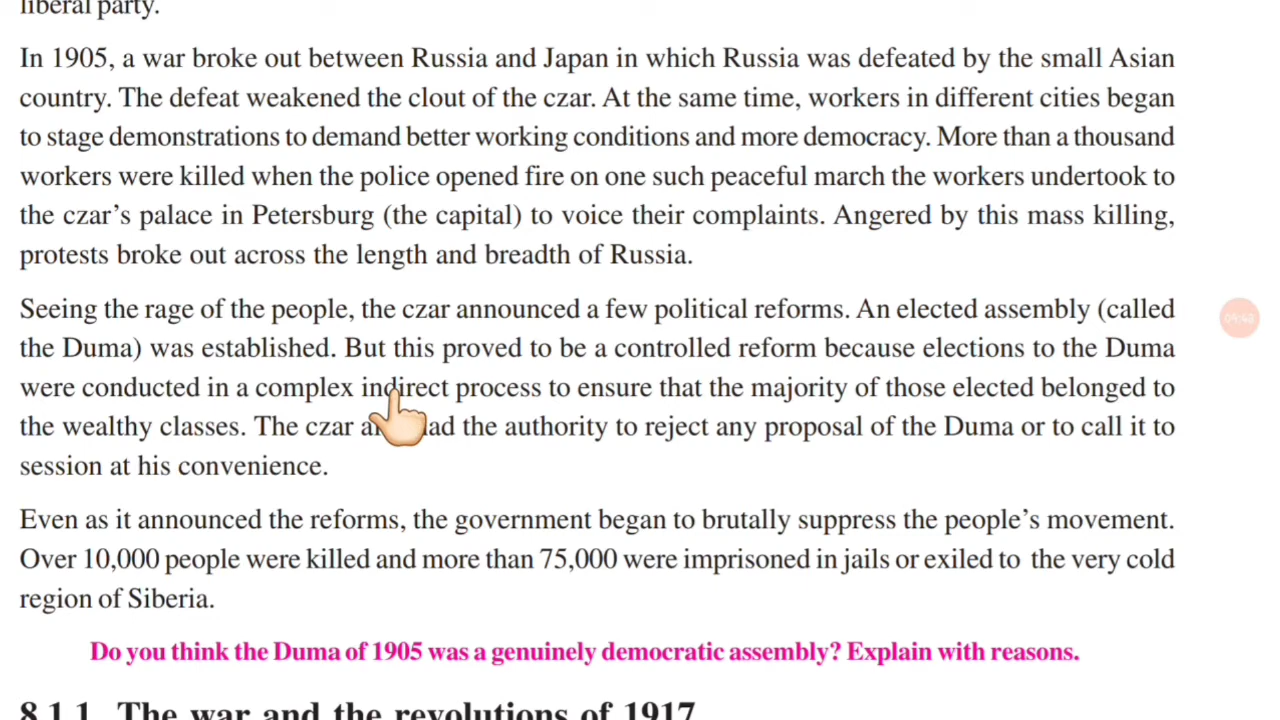 liberal party.
In 1905, a war broke out between Russia and Japan in which Russia was defeated by the small Asian
country. The defeat weakened the clout of the czar. At the same time, workers in different cities began
to stage demonstrations to demand better working conditions and more democracy. More than a thousand
workers were killed when the police opened fire on one such peaceful march the workers undertook to
the czar’s palace in Petersburg (the capital) to voice their complaints. Angered by this mass killing,
protests broke out across the length and breadth of Russia.
Seeing the rage of the people, the czar announced a few political reforms. An elected assembly (called
the Duma) was established. But this proved to be a controlled reform because elections to the Duma
were conducted in a complex indirect process to ensure that the majority of those elected belonged to
the wealthy classes. The czar the authority to reject any proposal of the Duma or to call it to
session at his convenience.
Even as it announced the reforms, the government began to brutally suppress the people’s movement.
Over 10,000 people were killed and more than 75,000 were imprisoned in jails or exiled to the very cold
region of Siberia.
Do you think the Duma of 1905 was a genuinely democratic assembly? Explain with reasons.
8.1.1 The war and the revolutions of 1917